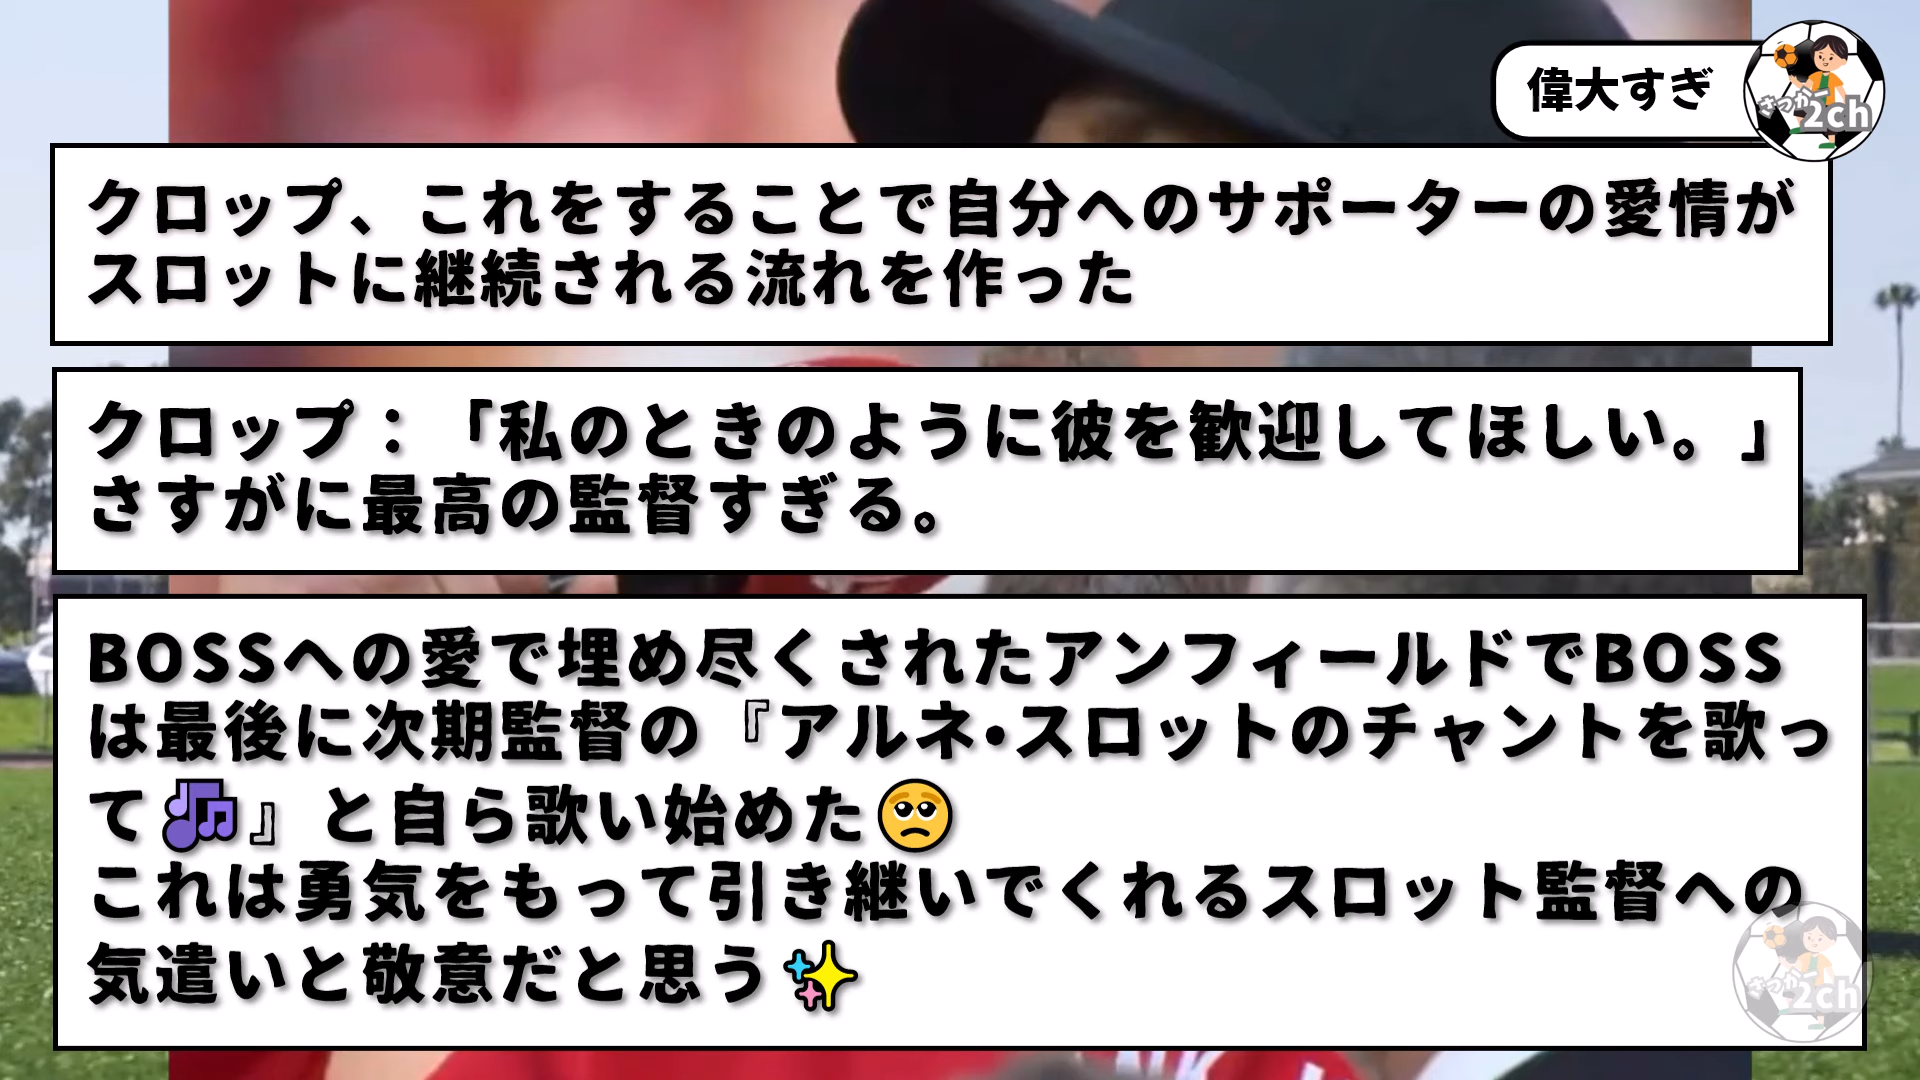 偉大すぎ
さっかー
2ch
クロップ、これをすることで自分へのサポーターの愛情が
スロットに継続される流れを作った
クロップ：「私のときのように彼を歓迎してほしい。」
さすがに最高の監督すぎる。
BOSSへの愛で埋め尽くされたアンフィールドでBOSS
は最後に次期監督の『アルネ・スロットのチャントを歌っ
て🎶』と自ら歌い始めた🥺
これは勇気をもって引き継いでくれるスロット監督への
気遣いと敬意だと思う✨
さっかー
2ch